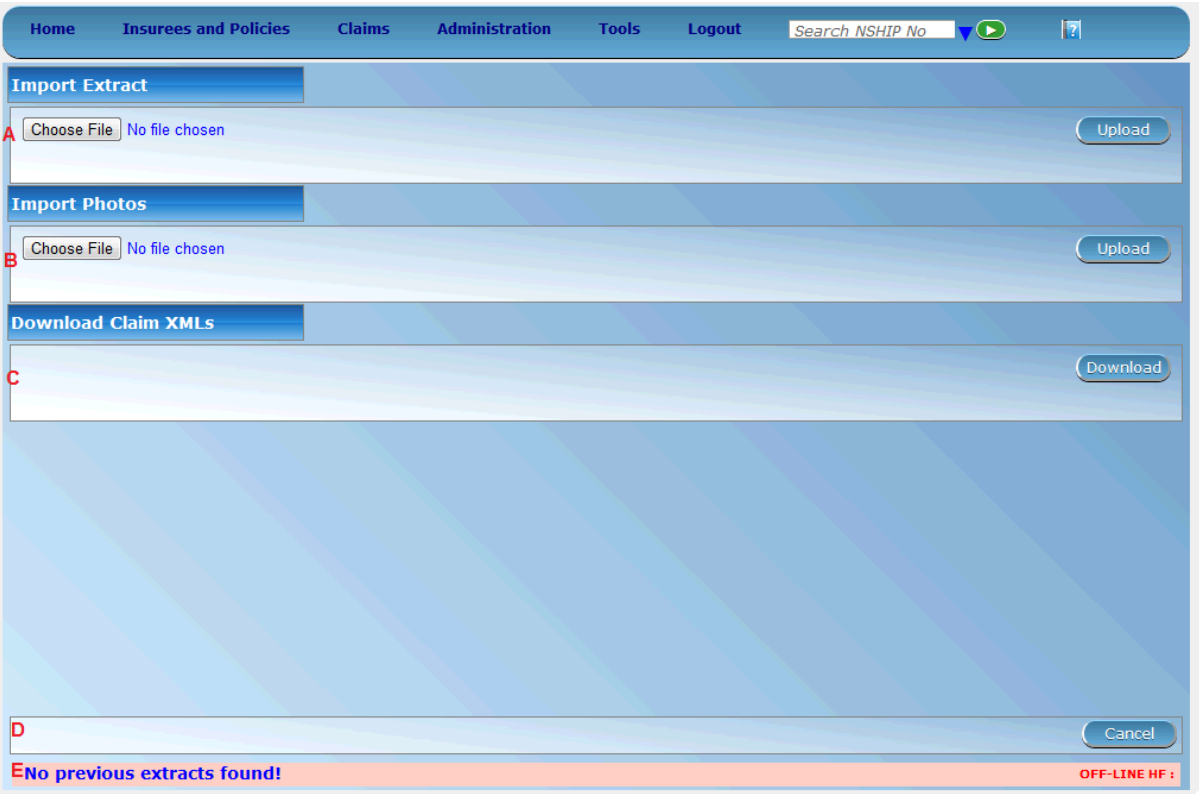 Home Insurees and Policies Claims Administration Tools Logout Search NSHIP No ?
Import Extract
A Choose File No file chosen Upload
Import Photos
B Choose File No file chosen Upload
Download Claim XMLs
C Download
D Cancel
E No previous extracts found! OFF-LINE HF :